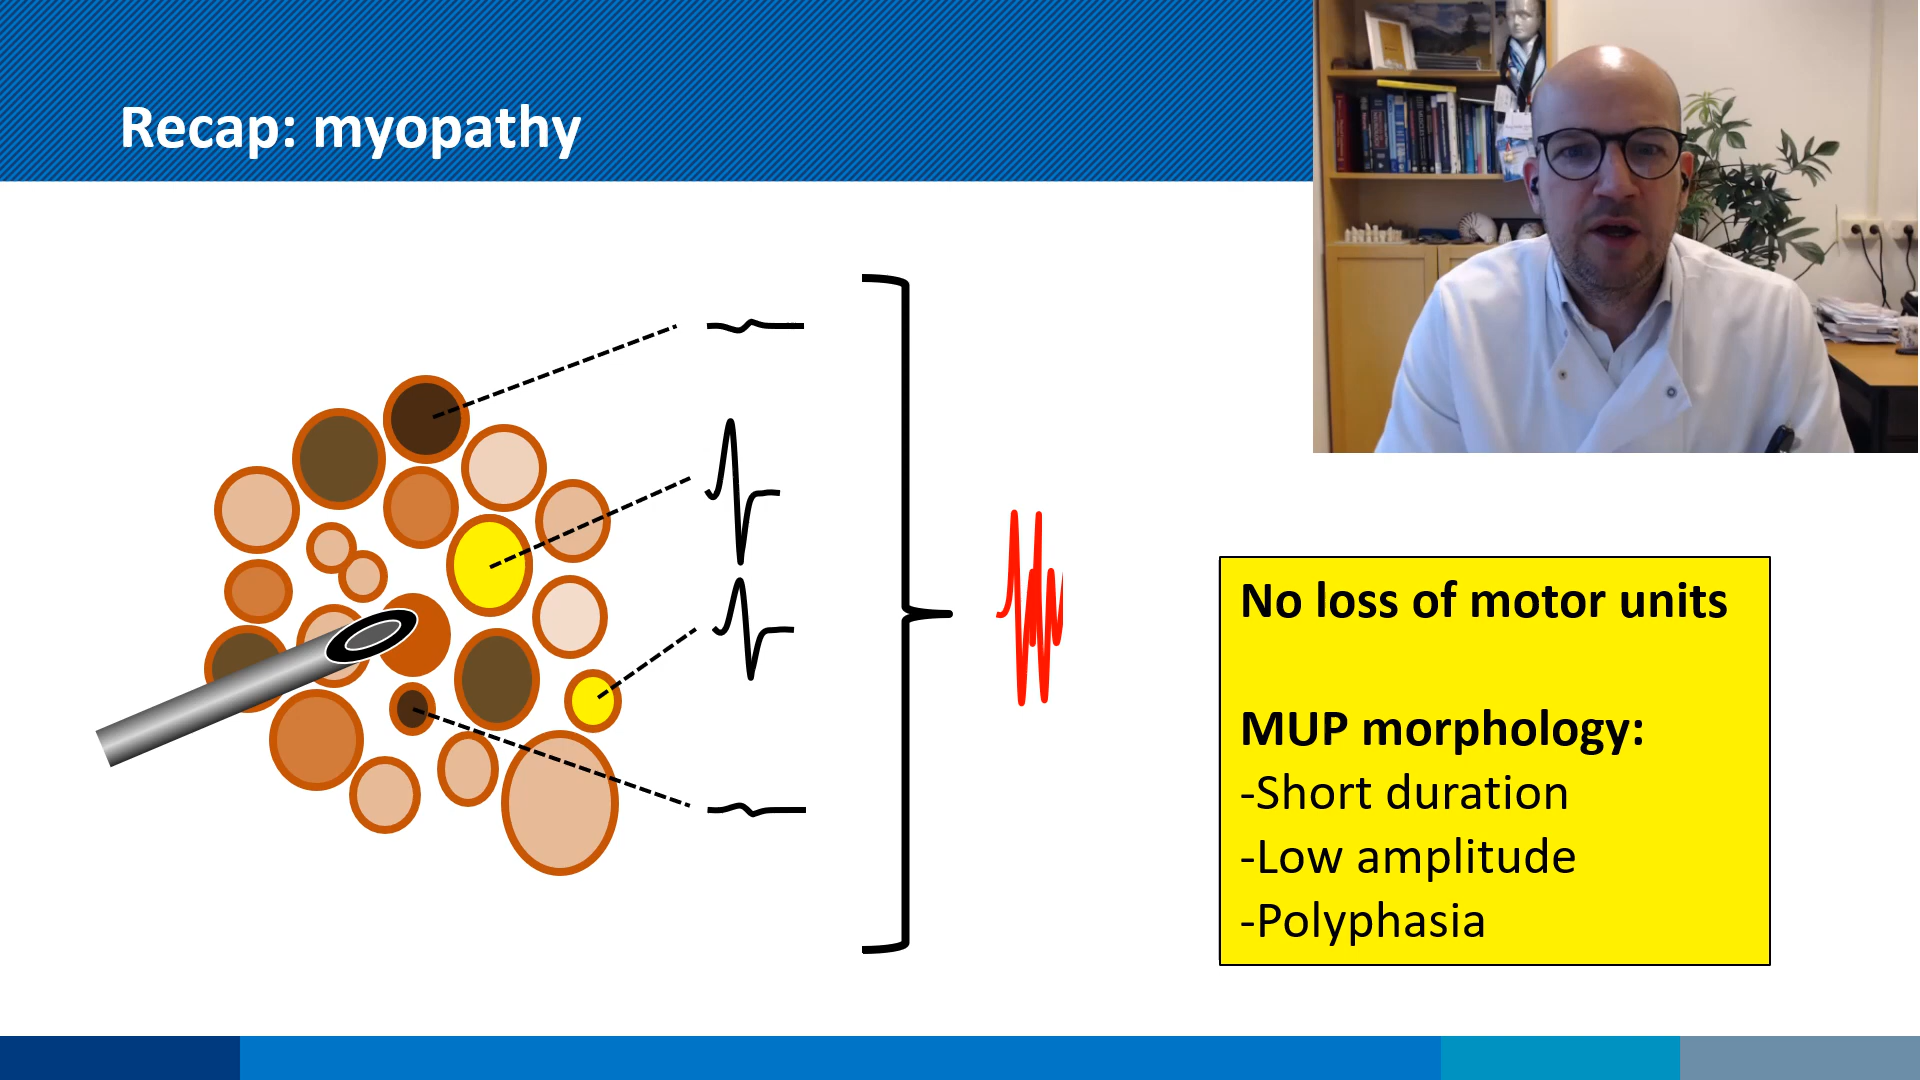 Recap: myopathy
No loss of motor units
MUP morphology:
-Short duration
-Low amplitude
-Polyphasia